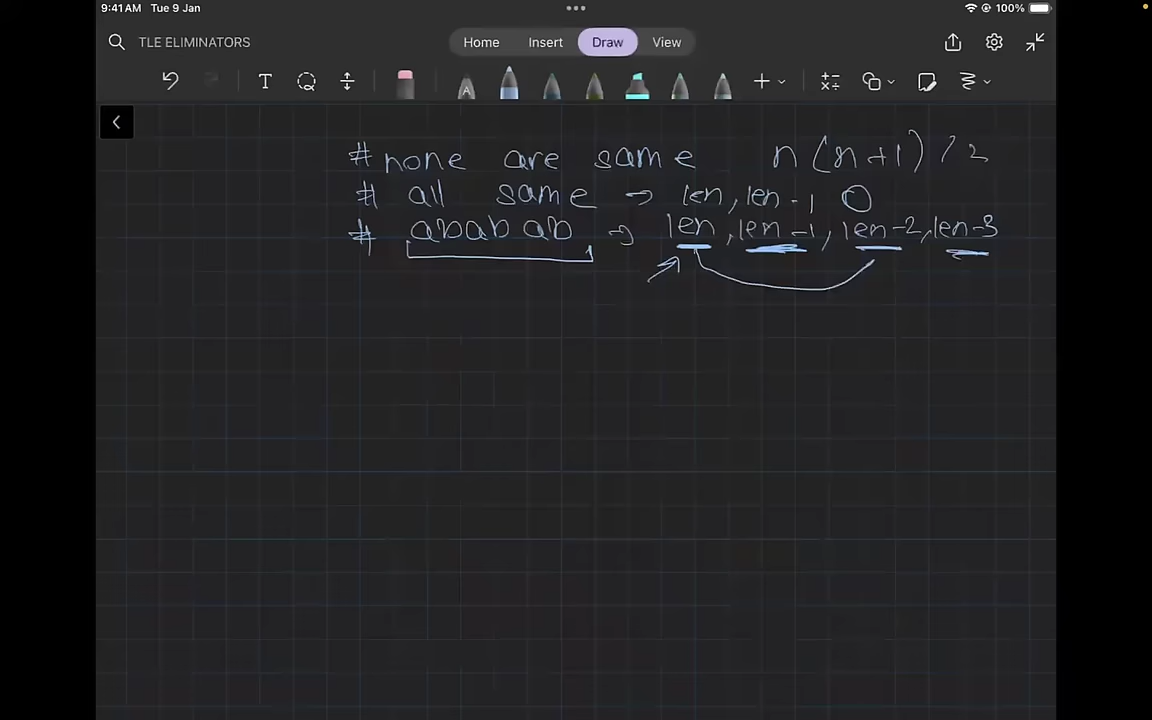 9:41 AM Tue 9 Jan 100%
TLE ELIMINATORS Home Insert Draw View
T A
# none are same n(n+1)/2
# all same → len, len-1 0
# ababab → len, len-1, len-2, len-3